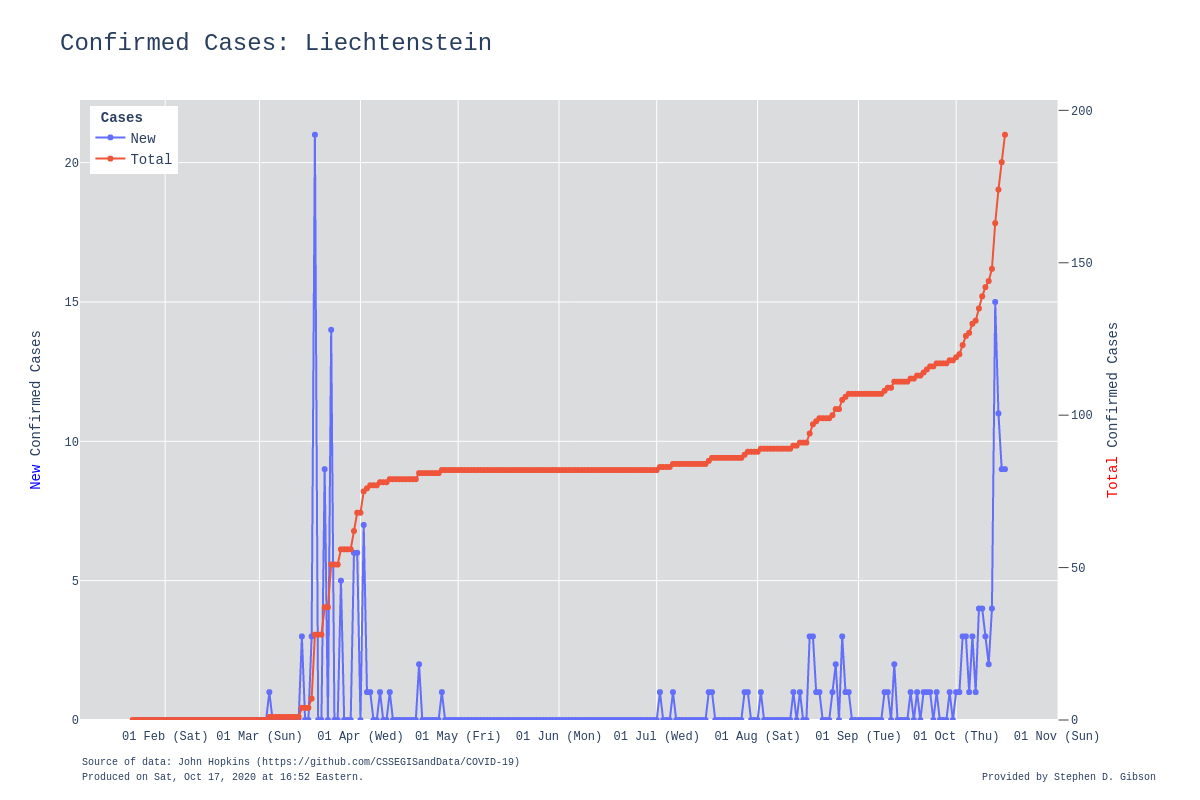 Confirmed Cases: Liechtenstein
Cases
New
Total
20
15
10
5
0
200
150
100
50
0
New Confirmed Cases
Total Confirmed Cases
01 Feb (Sat) 01 Mar (Sun) 01 Apr (Wed) 01 May (Fri) 01 Jun (Mon) 01 Jul (Wed) 01 Aug (Sat) 01 Sep (Tue) 01 Oct (Thu) 01 Nov (Sun)
Source of data: John Hopkins (https://github.com/CSSEGISandData/COVID-19)
Produced on Sat, Oct 17, 2020 at 16:52 Eastern.
Provided by Stephen D. Gibson